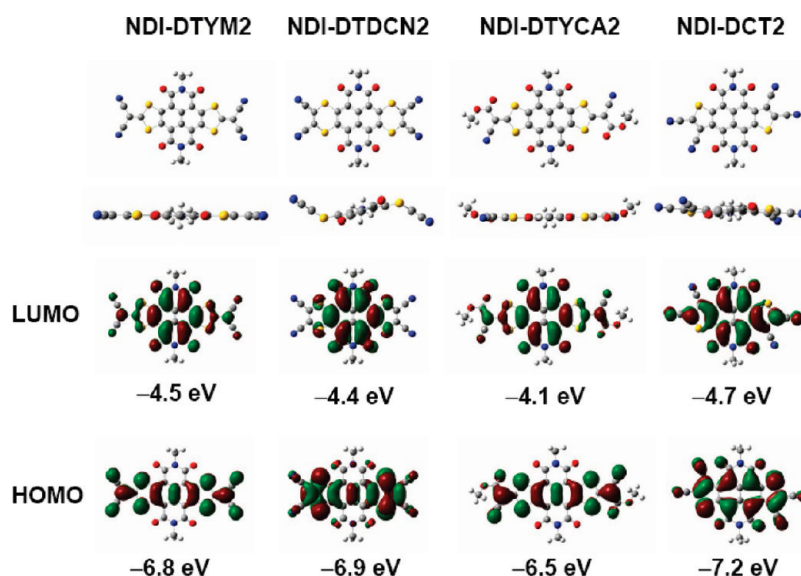 NDI-DTYM2 NDI-DTDCN2 NDI-DTYCA2 NDI-DCT2
LUMO
−4.5 eV −4.4 eV −4.1 eV −4.7 eV
HOMO
−6.8 eV −6.9 eV −6.5 eV −7.2 eV